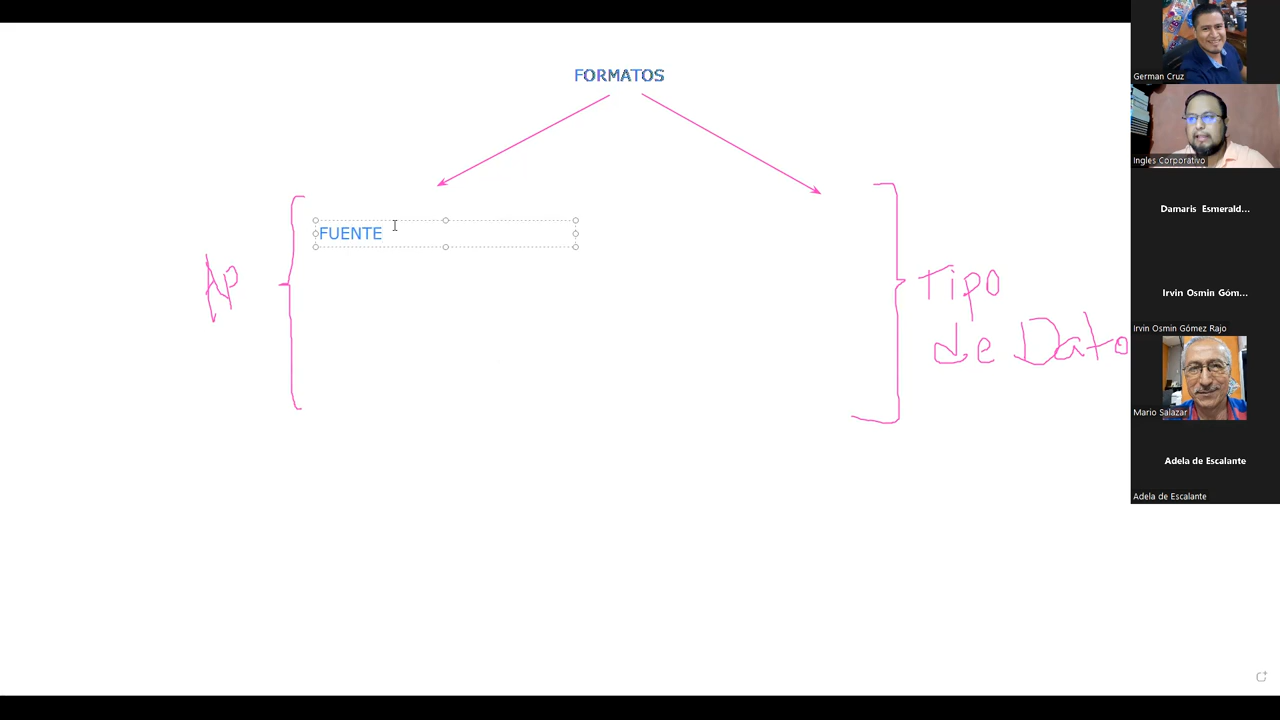 FORMATOS
FUENTE
AP
Tipo
de Dato
German Cruz
Ingles Corporativo
Damaris Esmerald...
Irvin Osmin Góm...
Irvin Osmin Gómez Rajo
Mario Salazar
Adela de Escalante
Adela de Escalante